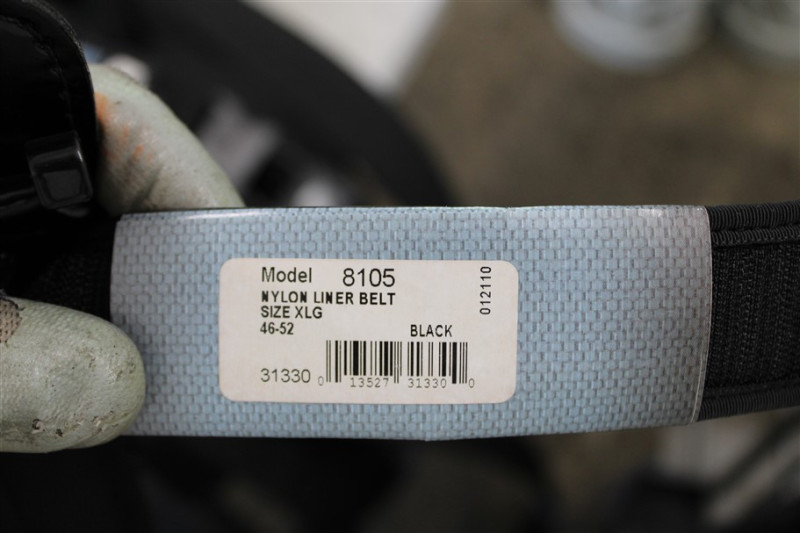 Model 8105
NYLON LINER BELT
SIZE XLG
46-52 BLACK
31330 0 13527 31330 0
012110